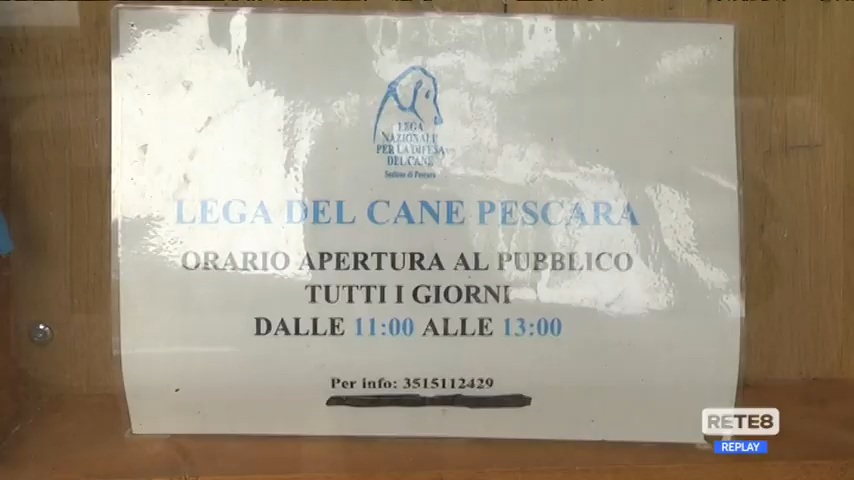 LEGA
NAZIONALE
PER LA DIFESA
DEL CANE
Sezione di Pescara
LEGA DEL CANE PESCARA
ORARIO APERTURA AL PUBBLICO
TUTTI I GIORNI
DALLE 11:00 ALLE 13:00
Per info: 3515112429
RETE8
REPLAY